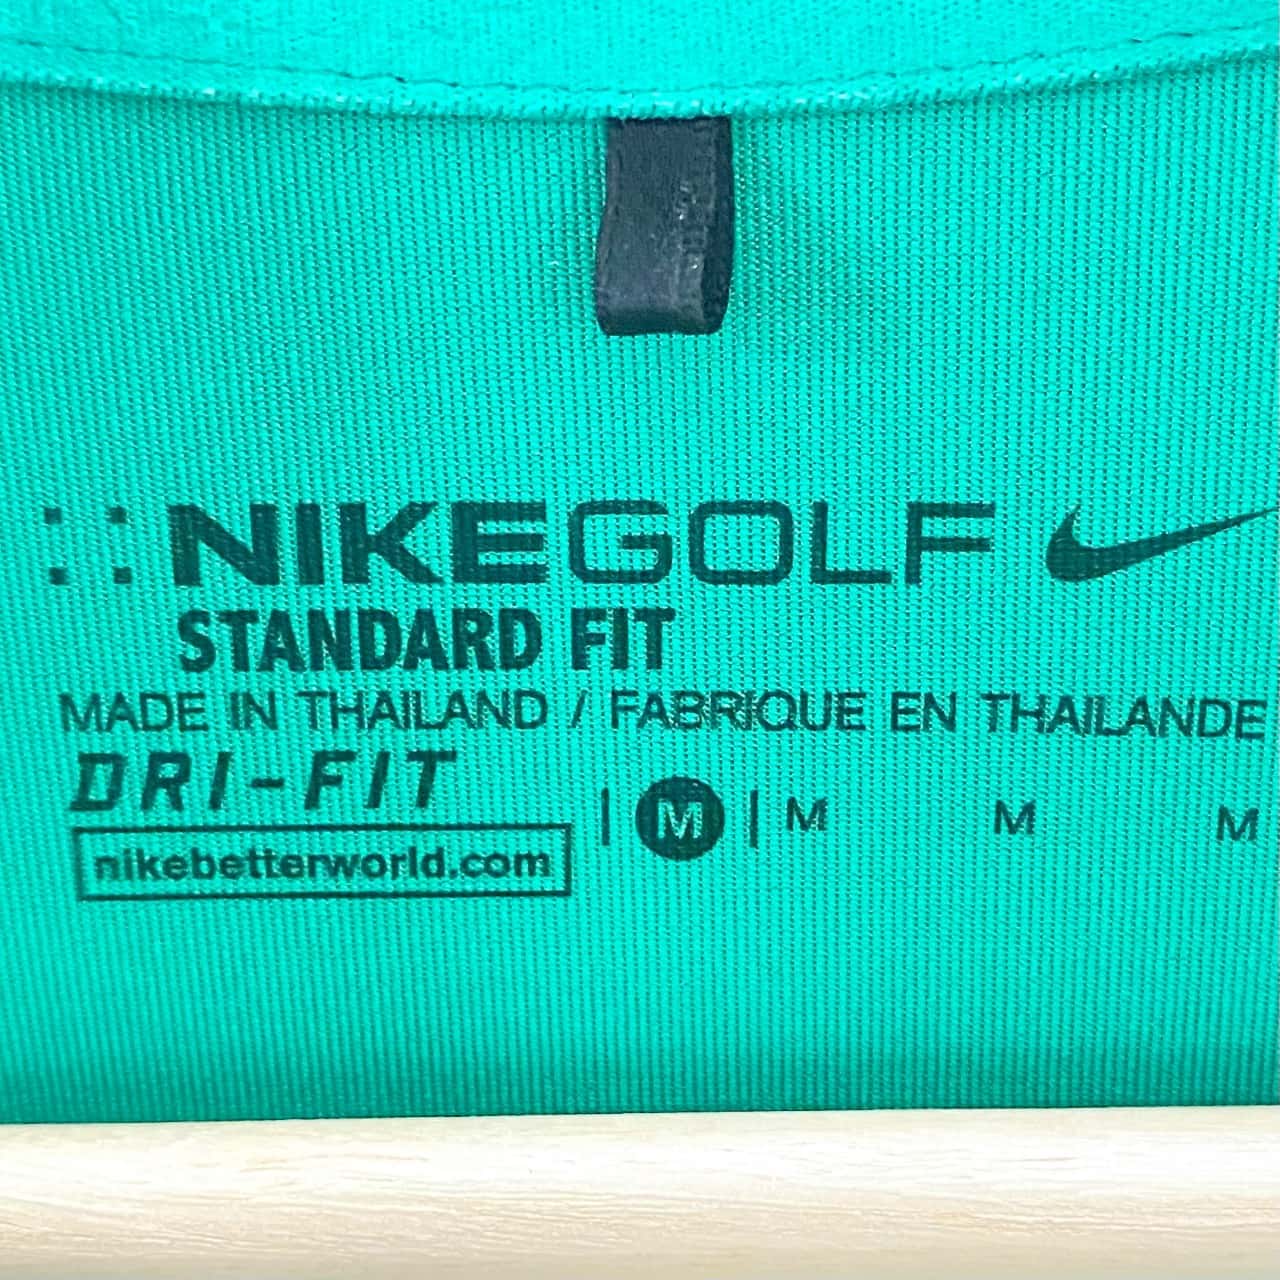 NIKEGOLF
STANDARD FIT
MADE IN THAILAND / FABRIQUE EN THAILANDE
DRI-FIT
| M | M M M
nikebetterworld.com